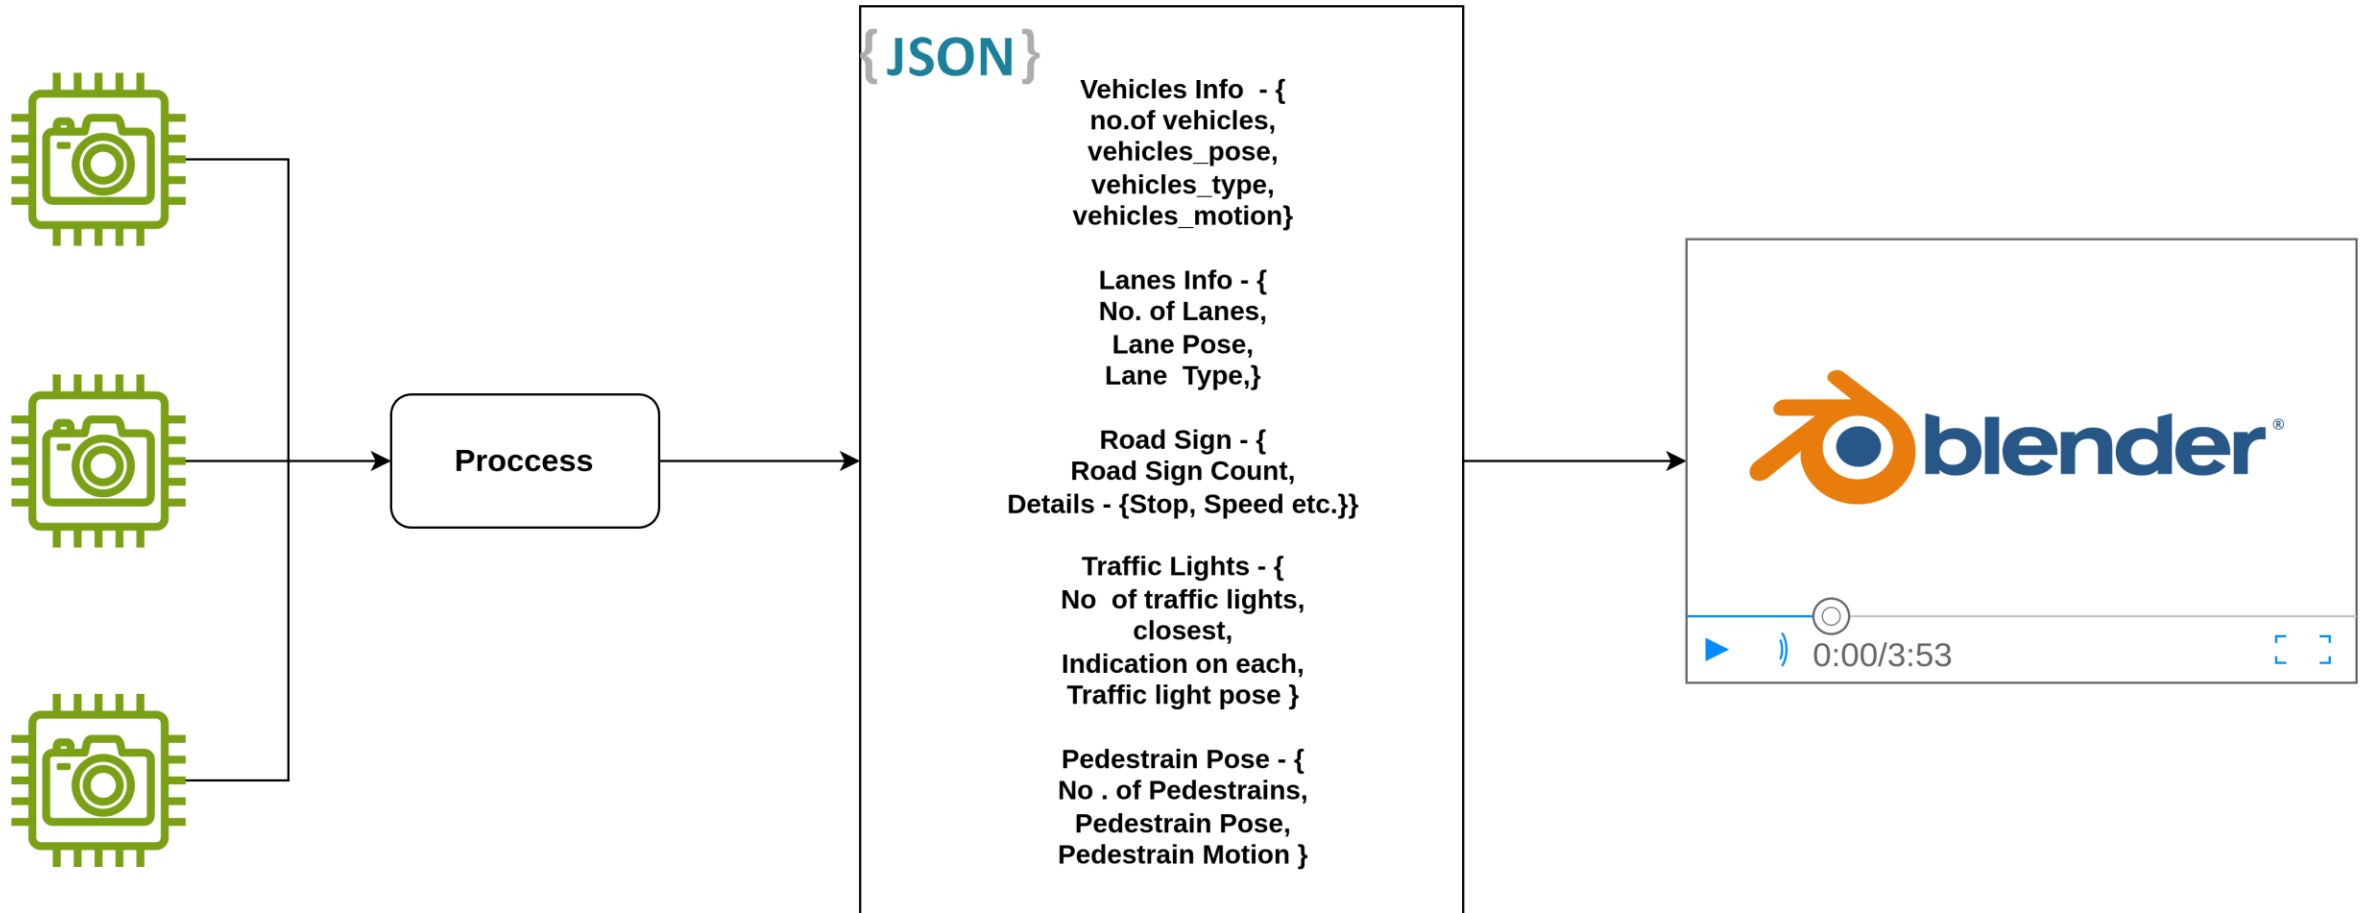 {JSON}
Vehicles Info  - {
no.of vehicles,
vehicles_pose,
vehicles_type,
vehicles_motion}
Lanes Info - {
No. of Lanes,
Lane Pose,
Lane  Type,}
Road Sign - {
Road Sign Count,
Details - {Stop, Speed etc.}}
Traffic Lights - {
No  of traffic lights,
closest,
Indication on each,
Traffic light pose }
Pedestrain Pose - {
No . of Pedestrains,
Pedestrain Pose,
Pedestrain Motion }
Proccess
blender®
0:00/3:53